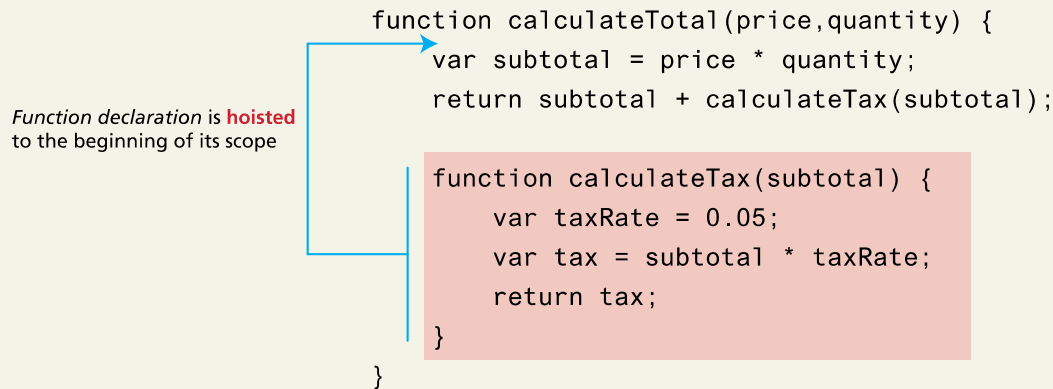 function calculateTotal(price,quantity) {
var subtotal = price * quantity;
return subtotal + calculateTax(subtotal);
Function declaration is hoisted
to the beginning of its scope
function calculateTax(subtotal) {
var taxRate = 0.05;
var tax = subtotal * taxRate;
return tax;
}
}